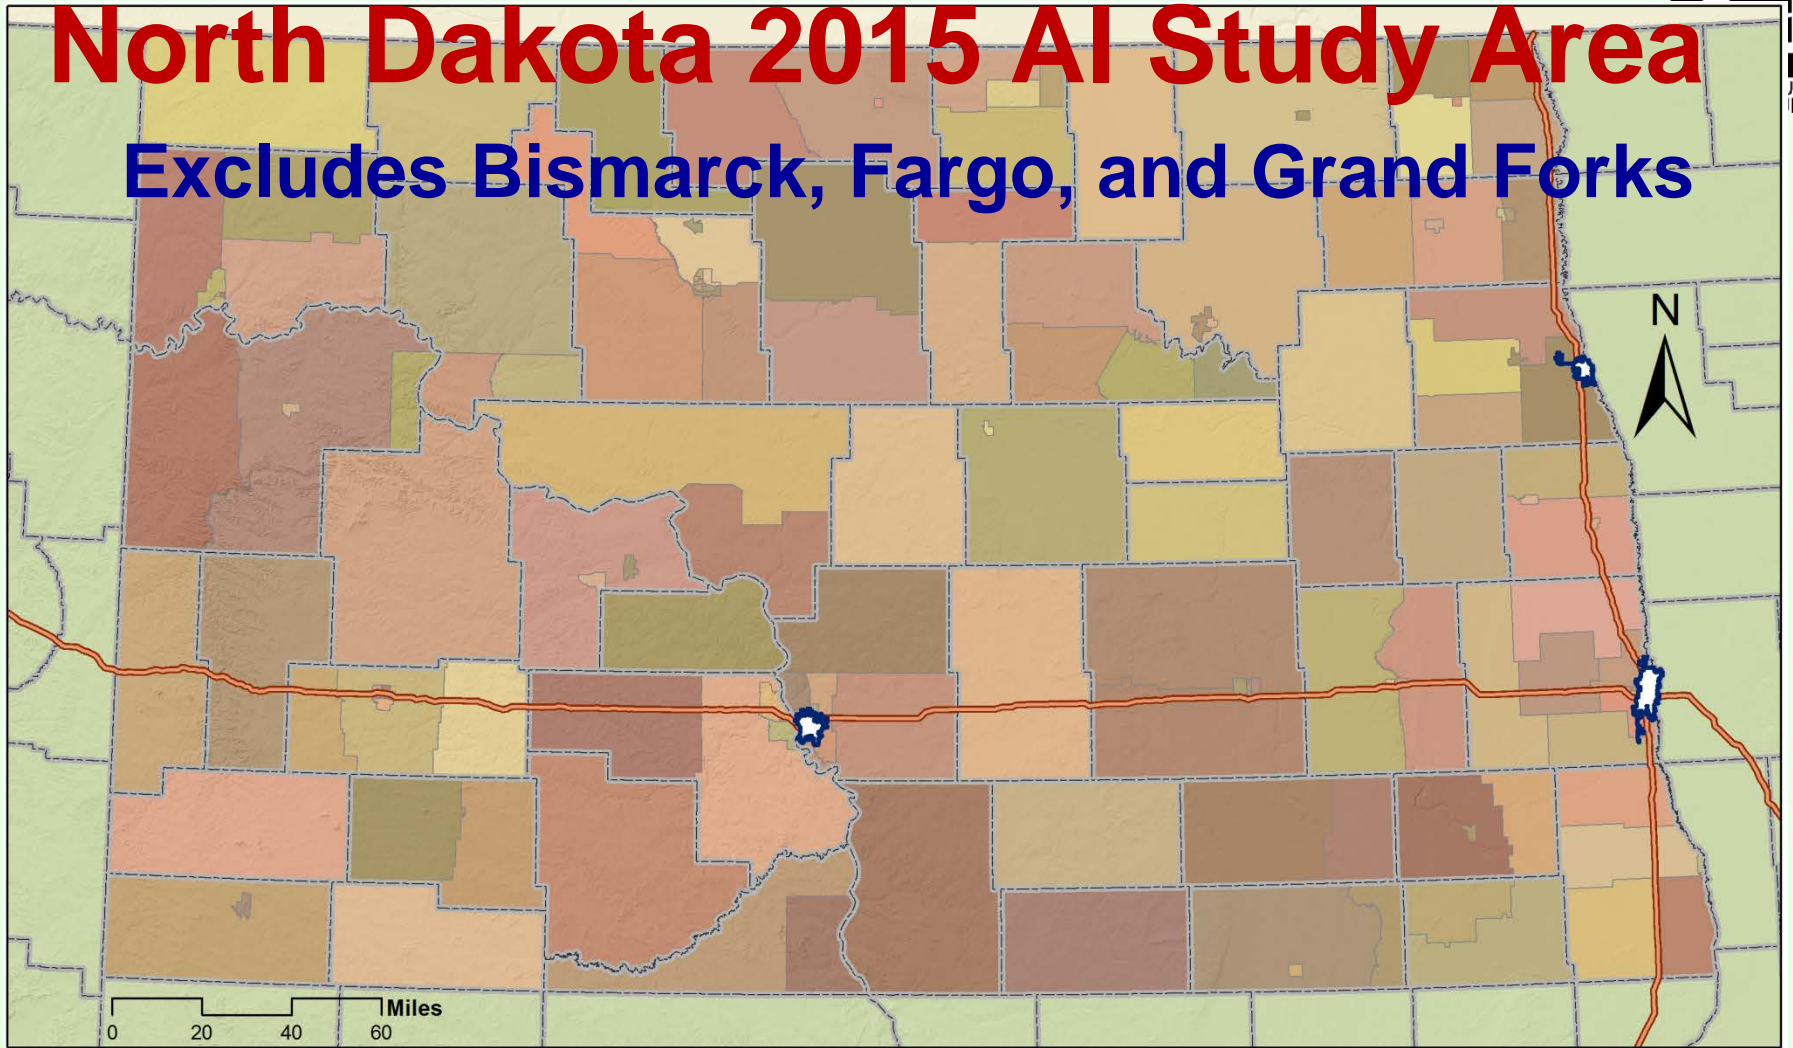 North Dakota 2015 AI Study Area
Excludes Bismarck, Fargo, and Grand Forks
N
Miles
0 20 40 60